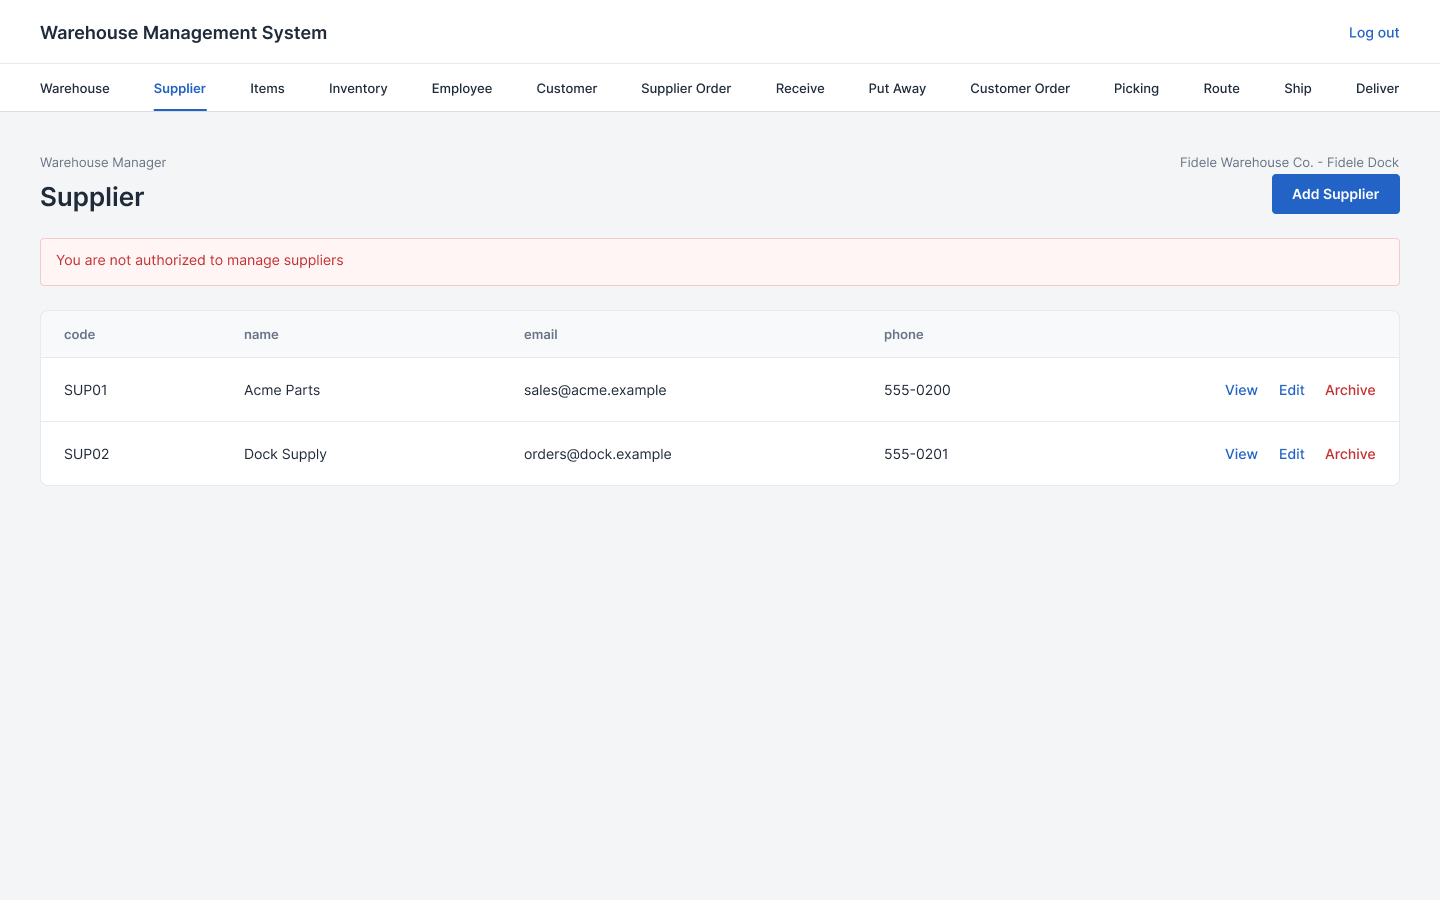 Warehouse Management System Log out
Warehouse Supplier Items Inventory Employee Customer Supplier Order Receive Put Away Customer Order Picking Route Ship Deliver
Warehouse Manager Fidele Warehouse Co. - Fidele Dock
Supplier Add Supplier
You are not authorized to manage suppliers
code name email phone
SUP01 Acme Parts sales@acme.example 555-0200 View Edit Archive
SUP02 Dock Supply orders@dock.example 555-0201 View Edit Archive